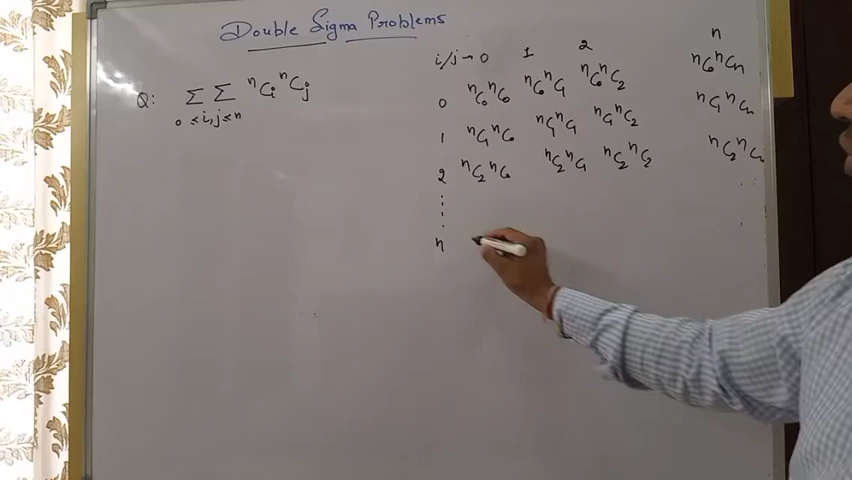 Double Sigma Problems
Q: ΣΣ ⁿCᵢ ⁿCⱼ
0 ≤ i, j ≤ n
i/j → 0 1 2 n
0 ⁿC₀ ⁿC₀ ⁿC₀ ⁿC₁ ⁿC₀ ⁿC₂ ⁿC₀ ⁿCₙ
1 ⁿC₁ ⁿC₀ ⁿC₁ ⁿC₁ ⁿC₁ ⁿC₂ ⁿC₁ ⁿCₙ
2 ⁿC₂ ⁿC₀ ⁿC₂ ⁿC₁ ⁿC₂ ⁿC₂ ⁿC₂ ⁿCₙ
n